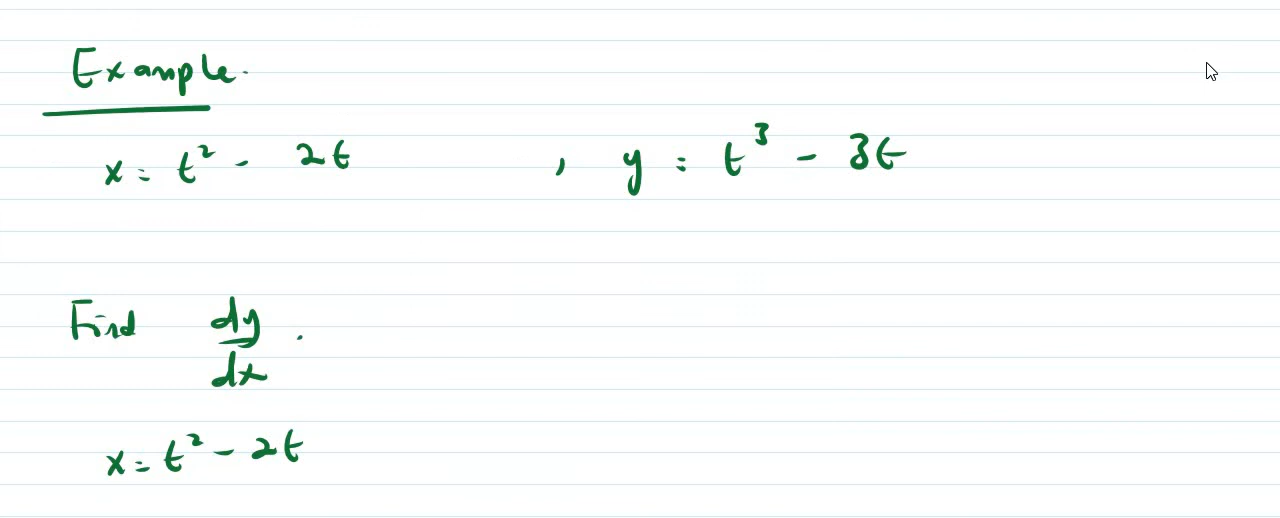 Example.
x = t² - 2t , y = t³ - 3t
Find dy/dx .
x = t² - 2t